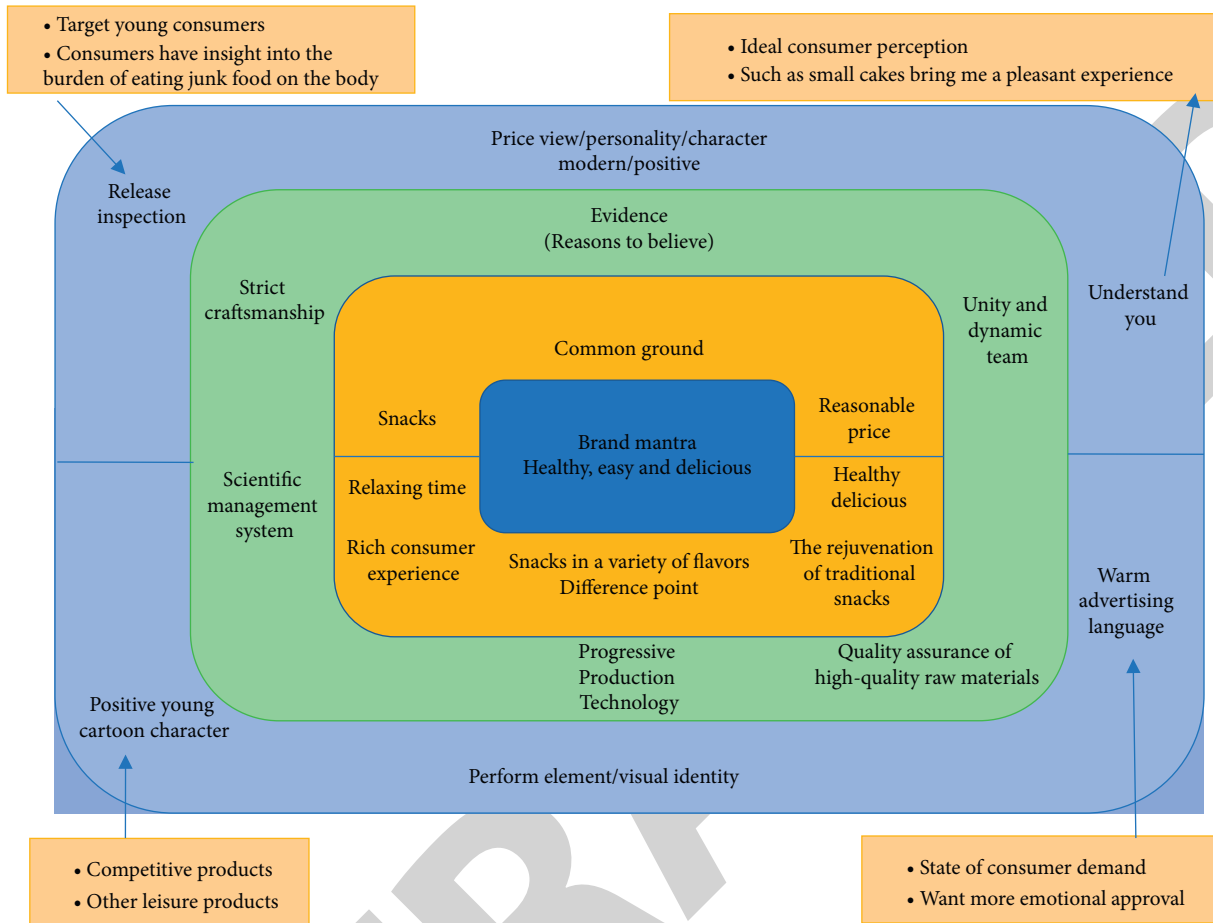 • Target young consumers
• Consumers have insight into the
burden of eating junk food on the body
• Ideal consumer perception
• Such as small cakes bring me a pleasant experience
Price view/personality/character
modern/positive
Release
inspection
Evidence
(Reasons to believe)
Strict
craftsmanship
Unity and
dynamic
team
Understand
you
Common ground
Snacks
Reasonable
price
Brand mantra
Healthy, easy and delicious
Scientific
management
system
Relaxing time
Healthy
delicious
Rich consumer
experience
Snacks in a variety of flavors
Difference point
The rejuvenation
of traditional
snacks
Warm
advertising
language
Progressive
Production
Technology
Quality assurance of
high-quality raw materials
Positive young
cartoon character
Perform element/visual identity
• Competitive products
• Other leisure products
• State of consumer demand
• Want more emotional approval